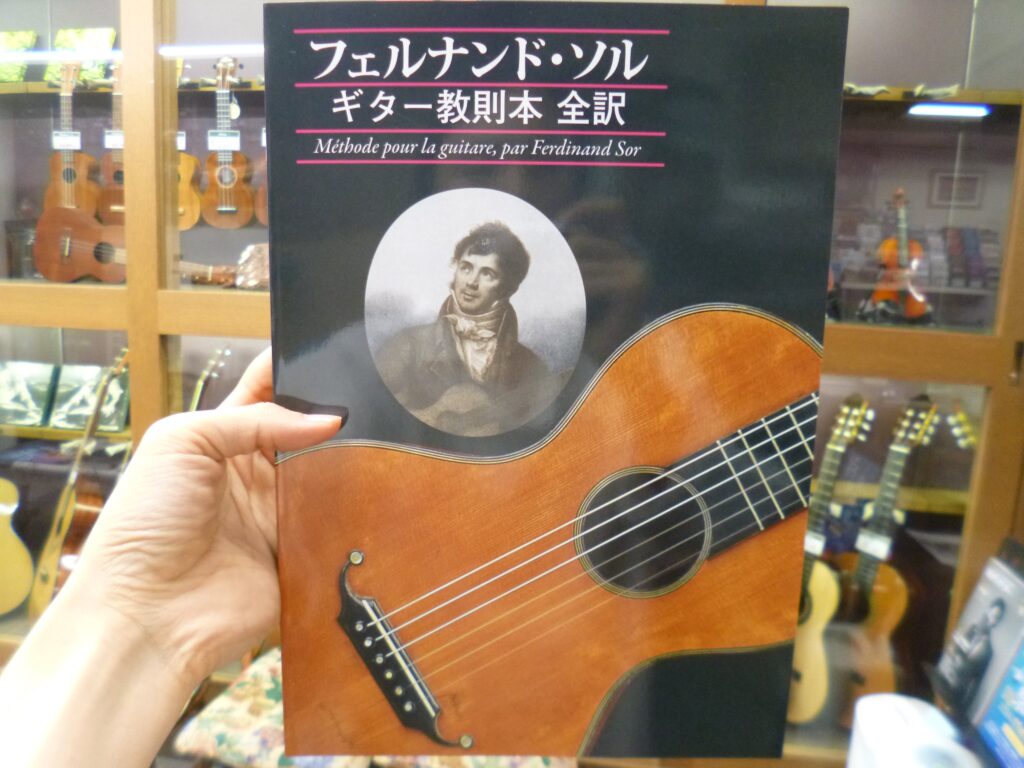 フェルナンド・ソル
ギター教則本 全訳
Méthode pour la guitare, par Ferdinand Sor